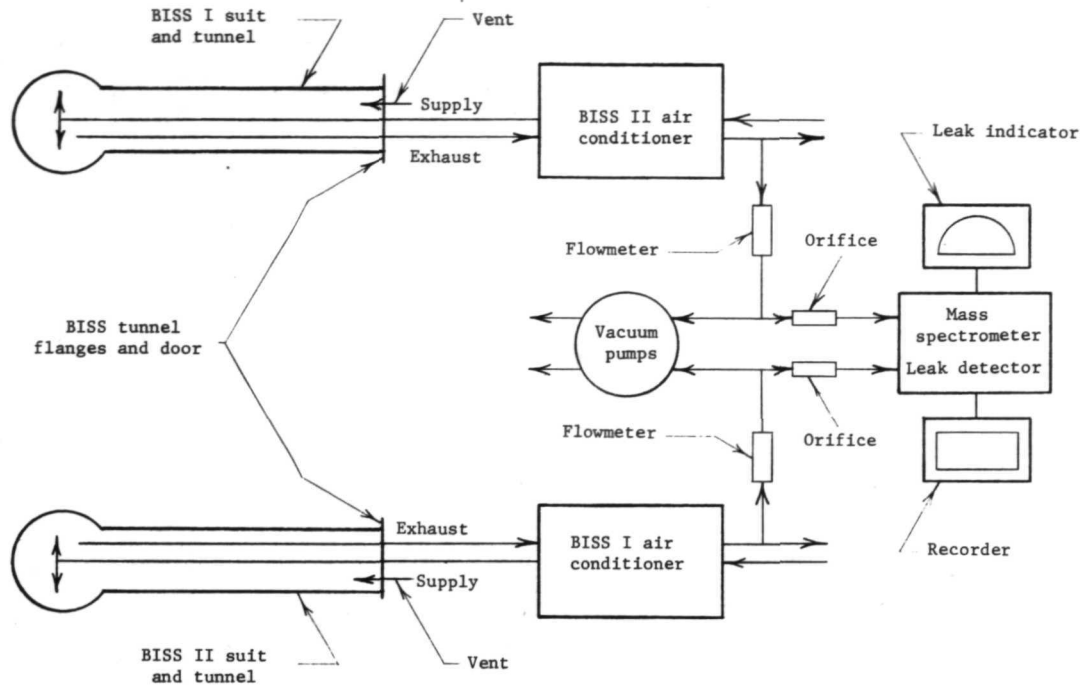 BISS I suit
and tunnel
Vent
Supply
Exhaust
BISS II air
conditioner
Leak indicator
Flowmeter
Orifice
BISS tunnel
flanges and door
Vacuum
pumps
Mass
spectrometer
Leak detector
Flowmeter
Orifice
Exhaust
Supply
BISS I air
conditioner
Recorder
BISS II suit
and tunnel
Vent